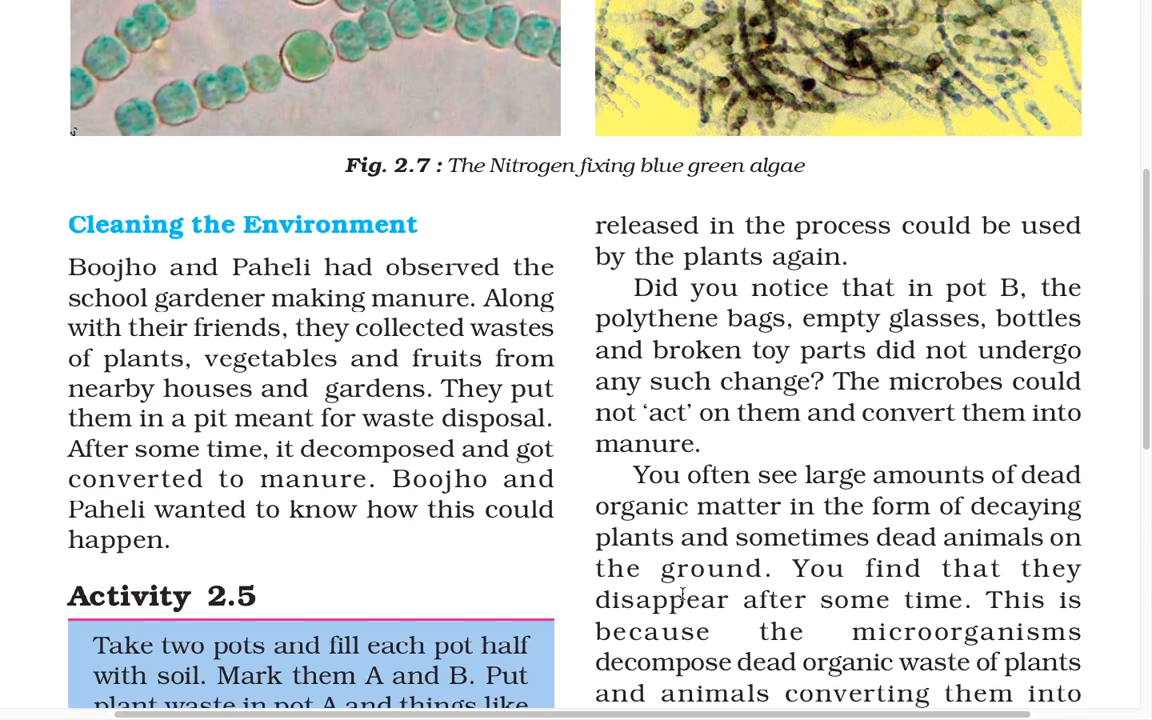 Fig. 2.7 : The Nitrogen fixing blue green algae
Cleaning the Environment
Boojho and Paheli had observed the
school gardener making manure. Along
with their friends, they collected wastes
of plants, vegetables and fruits from
nearby houses and gardens. They put
them in a pit meant for waste disposal.
After some time, it decomposed and got
converted to manure. Boojho and
Paheli wanted to know how this could
happen.
Activity 2.5
Take two pots and fill each pot half
with soil. Mark them A and B. Put
plant waste in pot A and things like
released in the process could be used
by the plants again.
Did you notice that in pot B, the
polythene bags, empty glasses, bottles
and broken toy parts did not undergo
any such change? The microbes could
not ‘act’ on them and convert them into
manure.
You often see large amounts of dead
organic matter in the form of decaying
plants and sometimes dead animals on
the ground. You find that they
disappear after some time. This is
because the microorganisms
decompose dead organic waste of plants
and animals converting them into